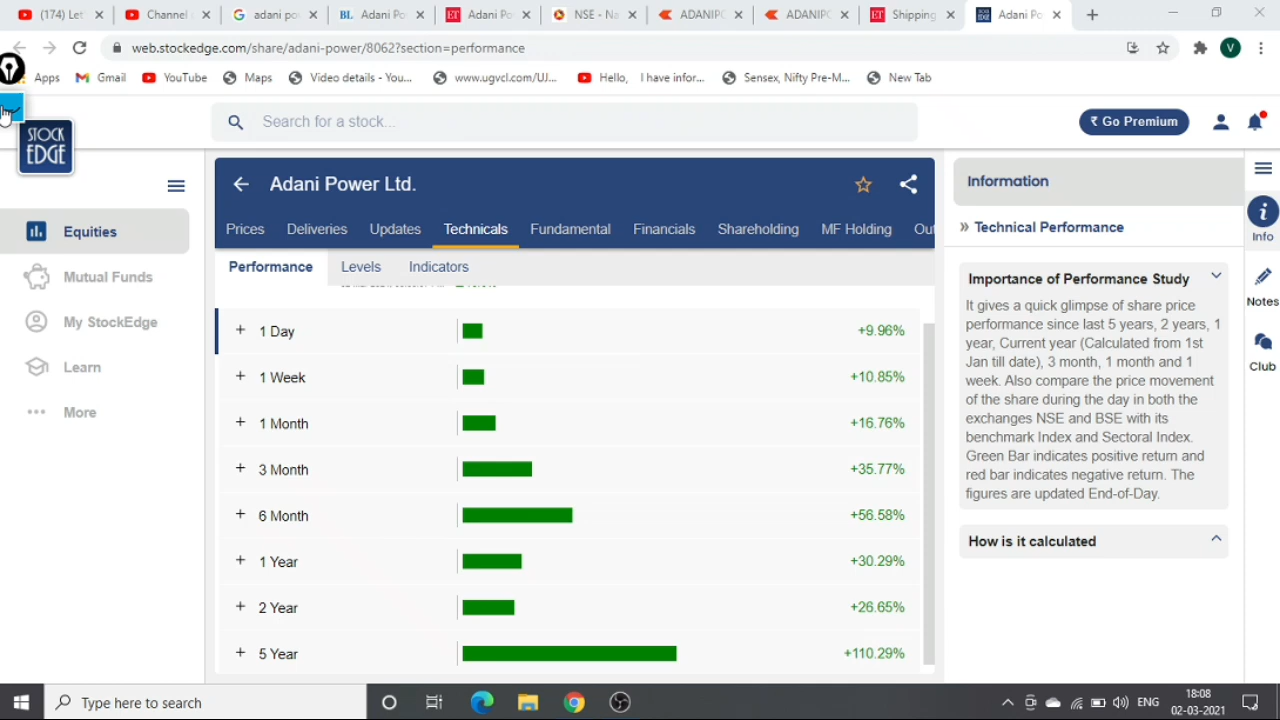 (174) Let'
Channel
adani po
Adani Po
Adani Po
NSE - Na
ADANIPO
ADANIPO
Shipping
Adani Po
web.stockedge.com/share/adani-power/8062?section=performance
V
Apps
Gmail
YouTube
Maps
Video details - You...
www.ugvcl.com/UJ...
Hello, I have infor...
Sensex, Nifty Pre-M...
New Tab
STOCK
EDGE
Search for a stock...
₹ Go Premium
Adani Power Ltd.
Prices
Deliveries
Updates
Technicals
Fundamental
Financials
Shareholding
MF Holding
Performance
Levels
Indicators
Equities
Mutual Funds
My StockEdge
Learn
More
+ 1 Day +9.96%
+ 1 Week +10.85%
+ 1 Month +16.76%
+ 3 Month +35.77%
+ 6 Month +56.58%
+ 1 Year +30.29%
+ 2 Year +26.65%
+ 5 Year +110.29%
Information
» Technical Performance
Importance of Performance Study
It gives a quick glimpse of share price
performance since last 5 years, 2 years, 1
year, Current year (Calculated from 1st
Jan till date), 3 month, 1 month and 1
week. Also compare the price movement
of the share during the day in both the
exchanges NSE and BSE with its
benchmark Index and Sectoral Index.
Green Bar indicates positive return and
red bar indicates negative return. The
figures are updated End-of-Day.
How is it calculated
Info
Notes
Club
Type here to search
ENG
18:08
02-03-2021